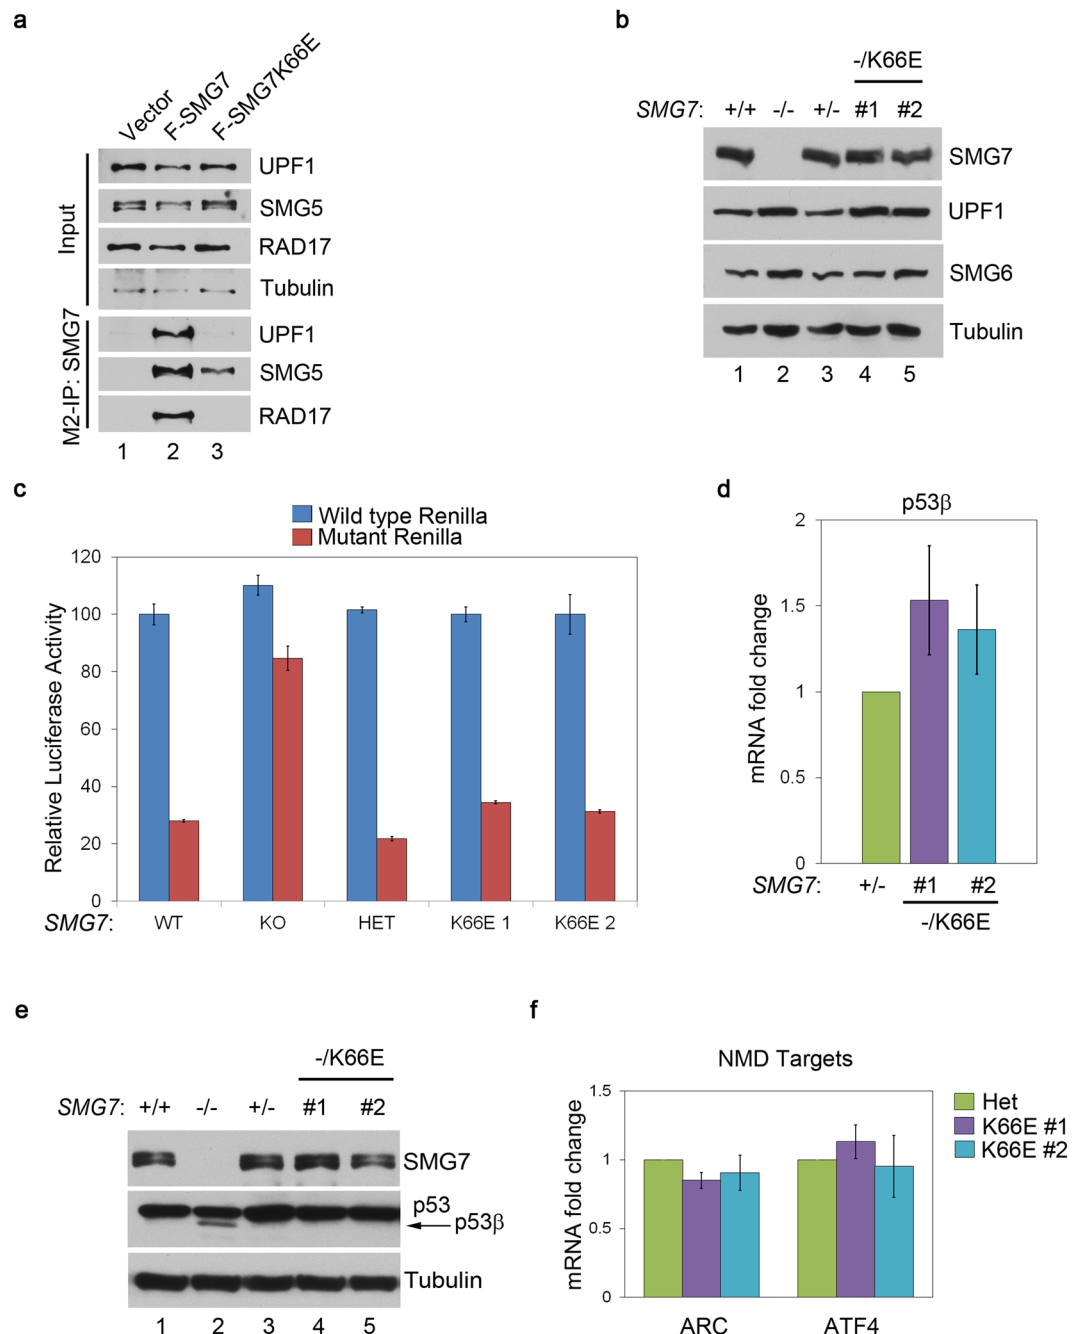 a
Vector
F-SMG7
F-SMG7K66E
Input
UPF1
SMG5
RAD17
Tubulin
M2-IP: SMG7
UPF1
SMG5
RAD17
1 2 3
b
-/K66E
SMG7: +/+ -/- +/- #1 #2
SMG7
UPF1
SMG6
Tubulin
1 2 3 4 5
c
Wild type Renilla
Mutant Renilla
Relative Luciferase Activity
120
100
80
60
40
20
0
SMG7: WT KO HET K66E 1 K66E 2
d
p53β
mRNA fold change
2
1.5
1
0.5
0
SMG7: +/- #1 #2
-/K66E
e
-/K66E
SMG7: +/+ -/- +/- #1 #2
SMG7
p53
p53β
Tubulin
1 2 3 4 5
f
NMD Targets
mRNA fold change
1.5
1
0.5
0
ARC ATF4
Het
K66E #1
K66E #2